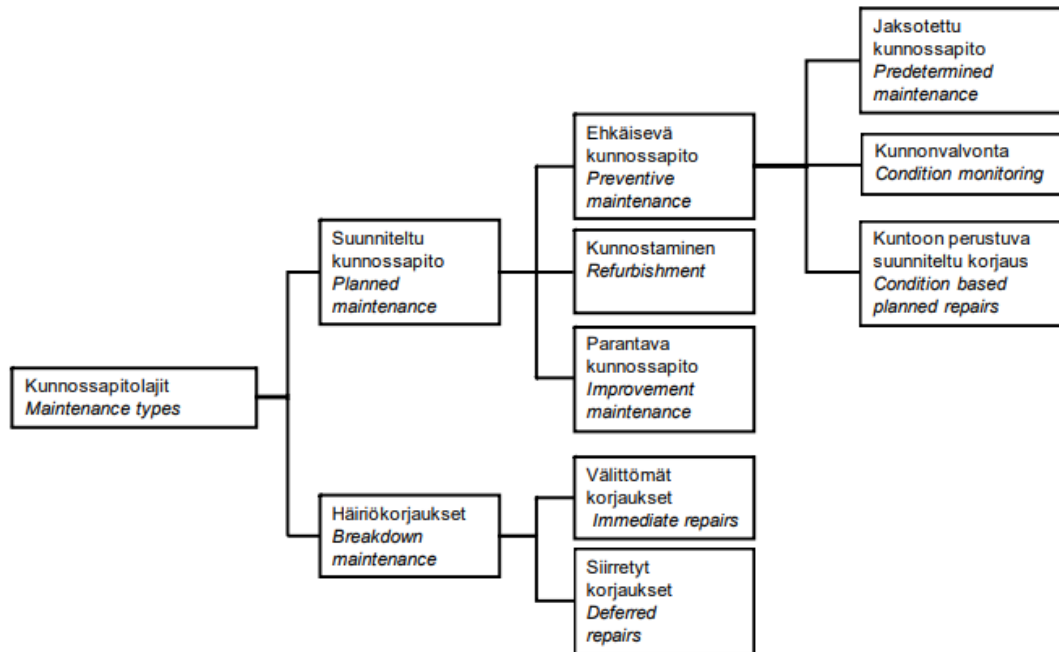 Kunnossapitolajit
Maintenance types
Suunniteltu
kunnossapito
Planned
maintenance
Häiriökorjaukset
Breakdown
maintenance
Ehkäisevä
kunnossapito
Preventive
maintenance
Kunnostaminen
Refurbishment
Parantava
kunnossapito
Improvement
maintenance
Välittömät
korjaukset
Immediate repairs
Siirretyt
korjaukset
Deferred
repairs
Jaksotettu
kunnossapito
Predetermined
maintenance
Kunnonvalvonta
Condition monitoring
Kuntoon perustuva
suunniteltu korjaus
Condition based
planned repairs